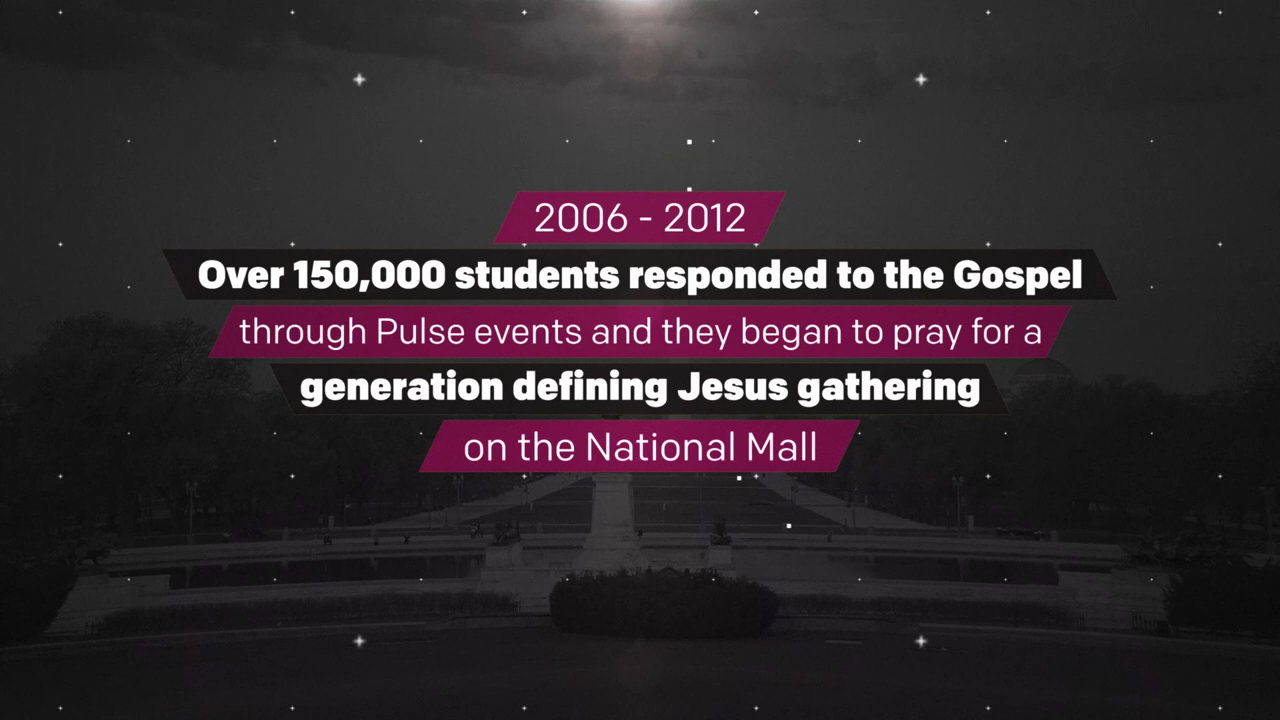 2006 - 2012
Over 150,000 students responded to the Gospel
through Pulse events and they began to pray for a
generation defining Jesus gathering
on the National Mall